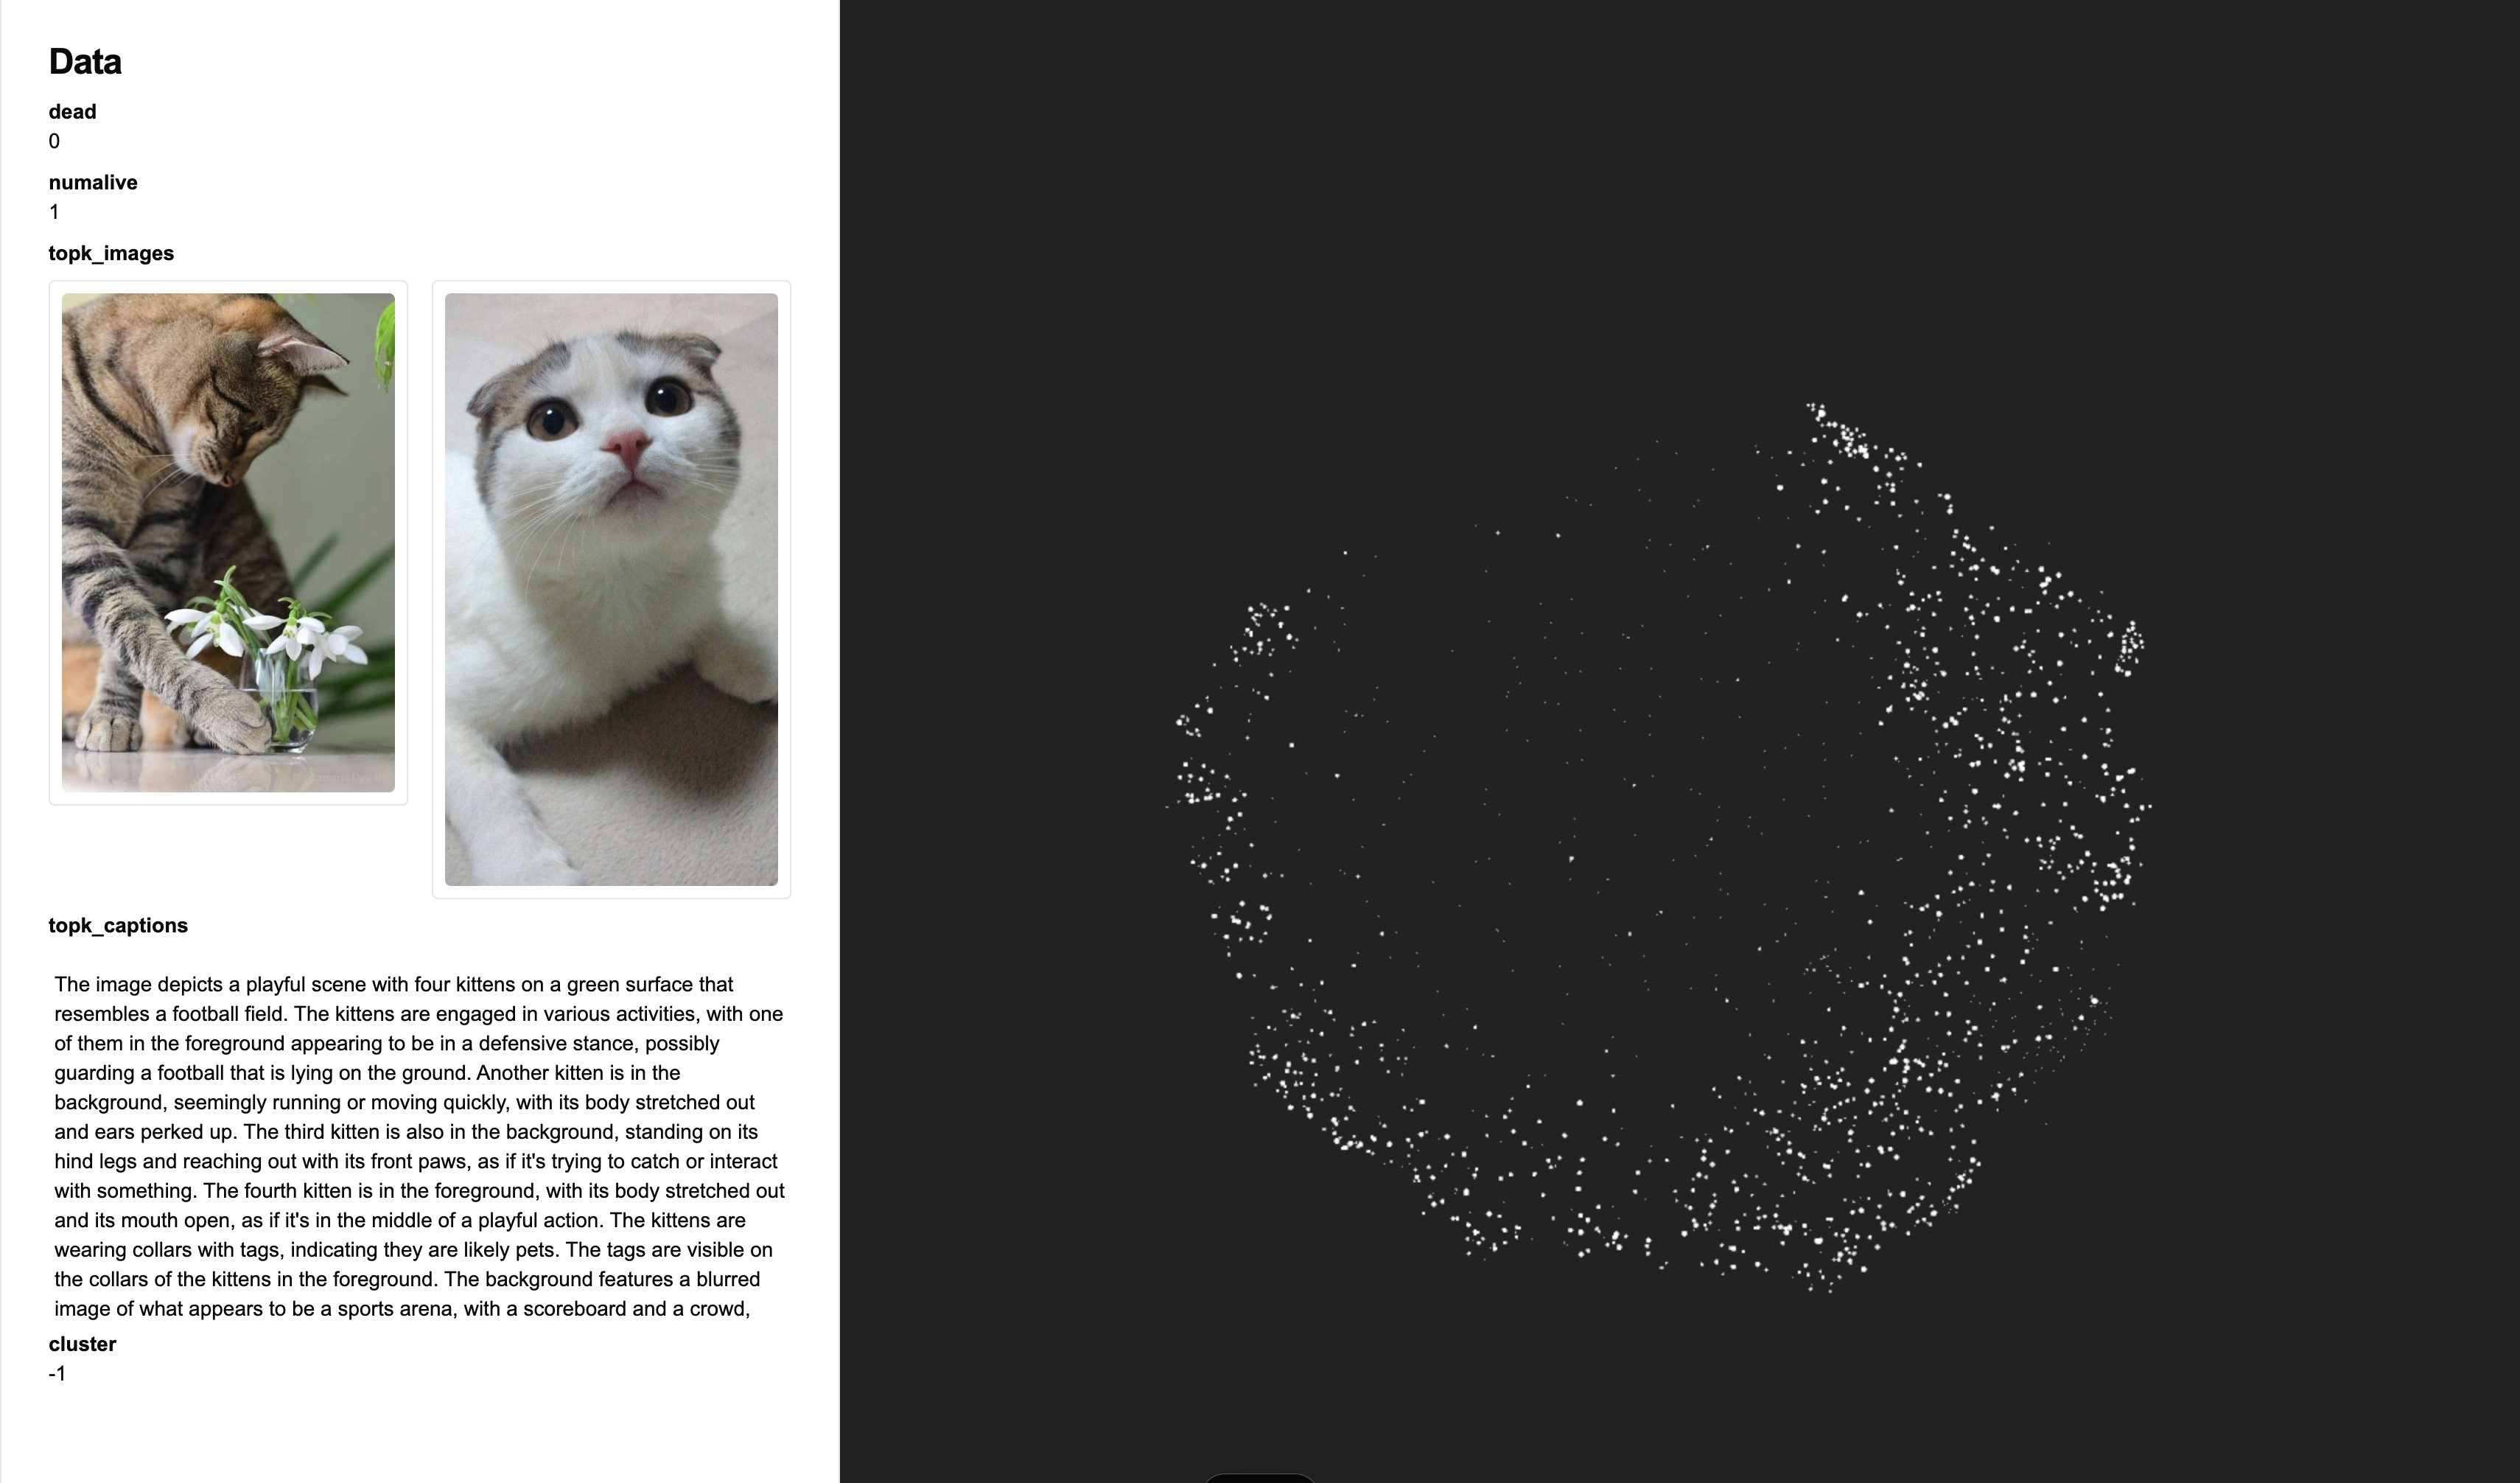 Data
dead
0
numalive
1
topk_images
topk_captions
The image depicts a playful scene with four kittens on a green surface that
resembles a football field. The kittens are engaged in various activities, with one
of them in the foreground appearing to be in a defensive stance, possibly
guarding a football that is lying on the ground. Another kitten is in the
background, seemingly running or moving quickly, with its body stretched out
and ears perked up. The third kitten is also in the background, standing on its
hind legs and reaching out with its front paws, as if it's trying to catch or interact
with something. The fourth kitten is in the foreground, with its body stretched out
and its mouth open, as if it's in the middle of a playful action. The kittens are
wearing collars with tags, indicating they are likely pets. The tags are visible on
the collars of the kittens in the foreground. The background features a blurred
image of what appears to be a sports arena, with a scoreboard and a crowd,
cluster
-1